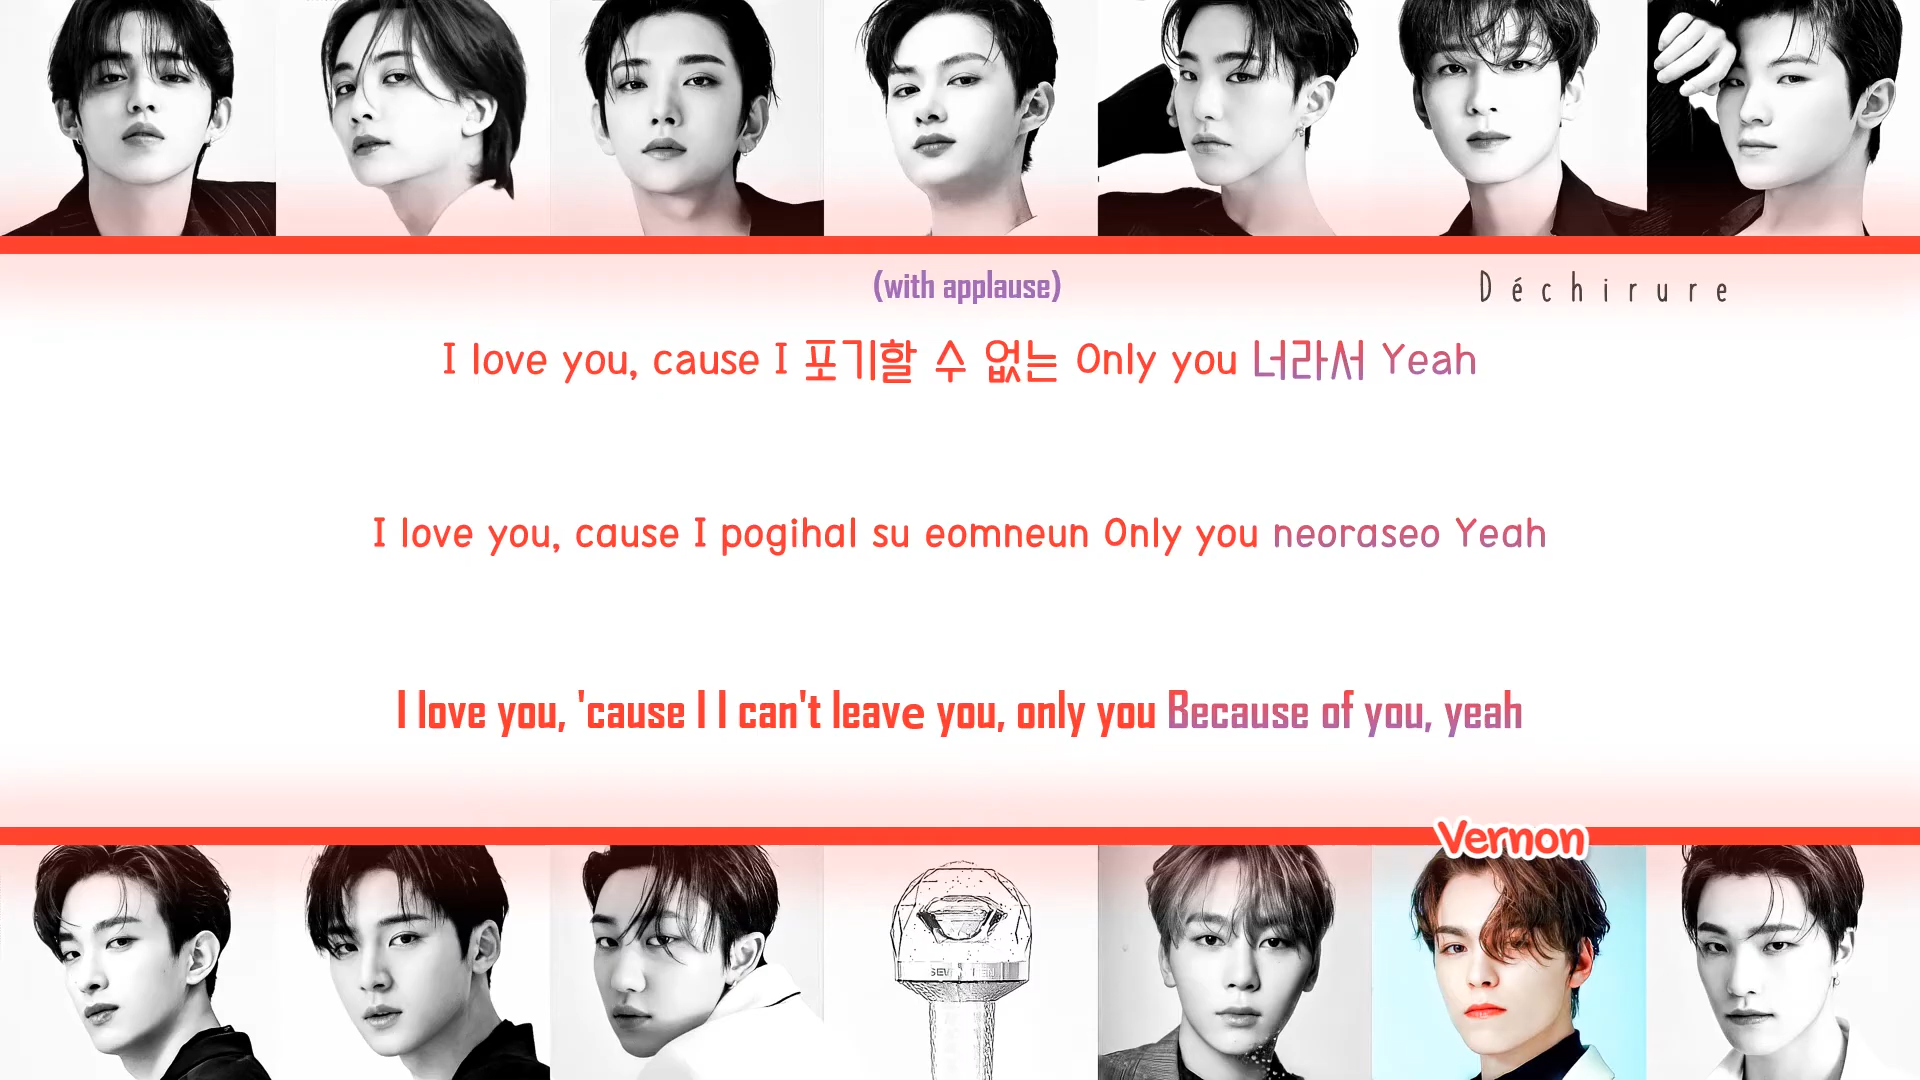 (with applause)
Déchirure
I love you, cause I 포기할 수 없는 Only you 너라서 Yeah
I love you, cause I pogihal su eomneun Only you neoraseo Yeah
I love you, 'cause I I can't leave you, only you Because of you, yeah
Vernon